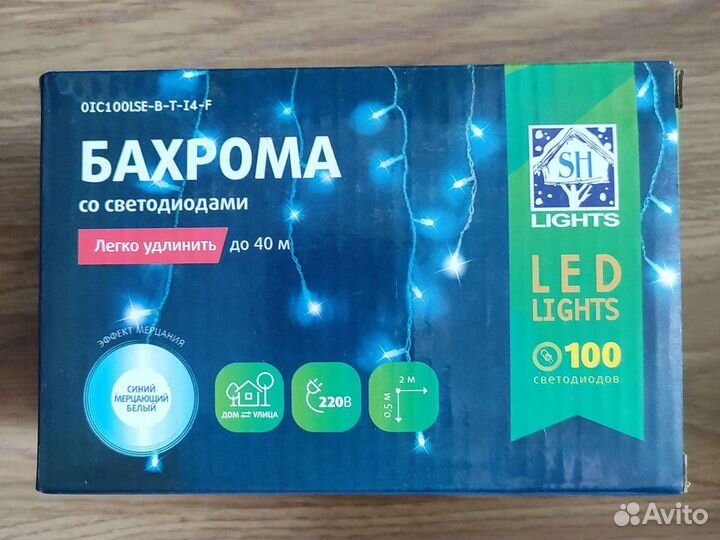 OIC100LSE-B-T-I4-F
БАХРОМА
со светодиодами
Легко удлинить до 40 м
SH
LIGHTS
LED
LIGHTS
100
СВЕТОДИОДОВ
ЭФФЕКТ МЕРЦАНИЯ
СИНИЙ
МЕРЦАЮЩИЙ
БЕЛЫЙ
ДОМ ⇌ УЛИЦА
220В
2 М
0,5 М
Avito